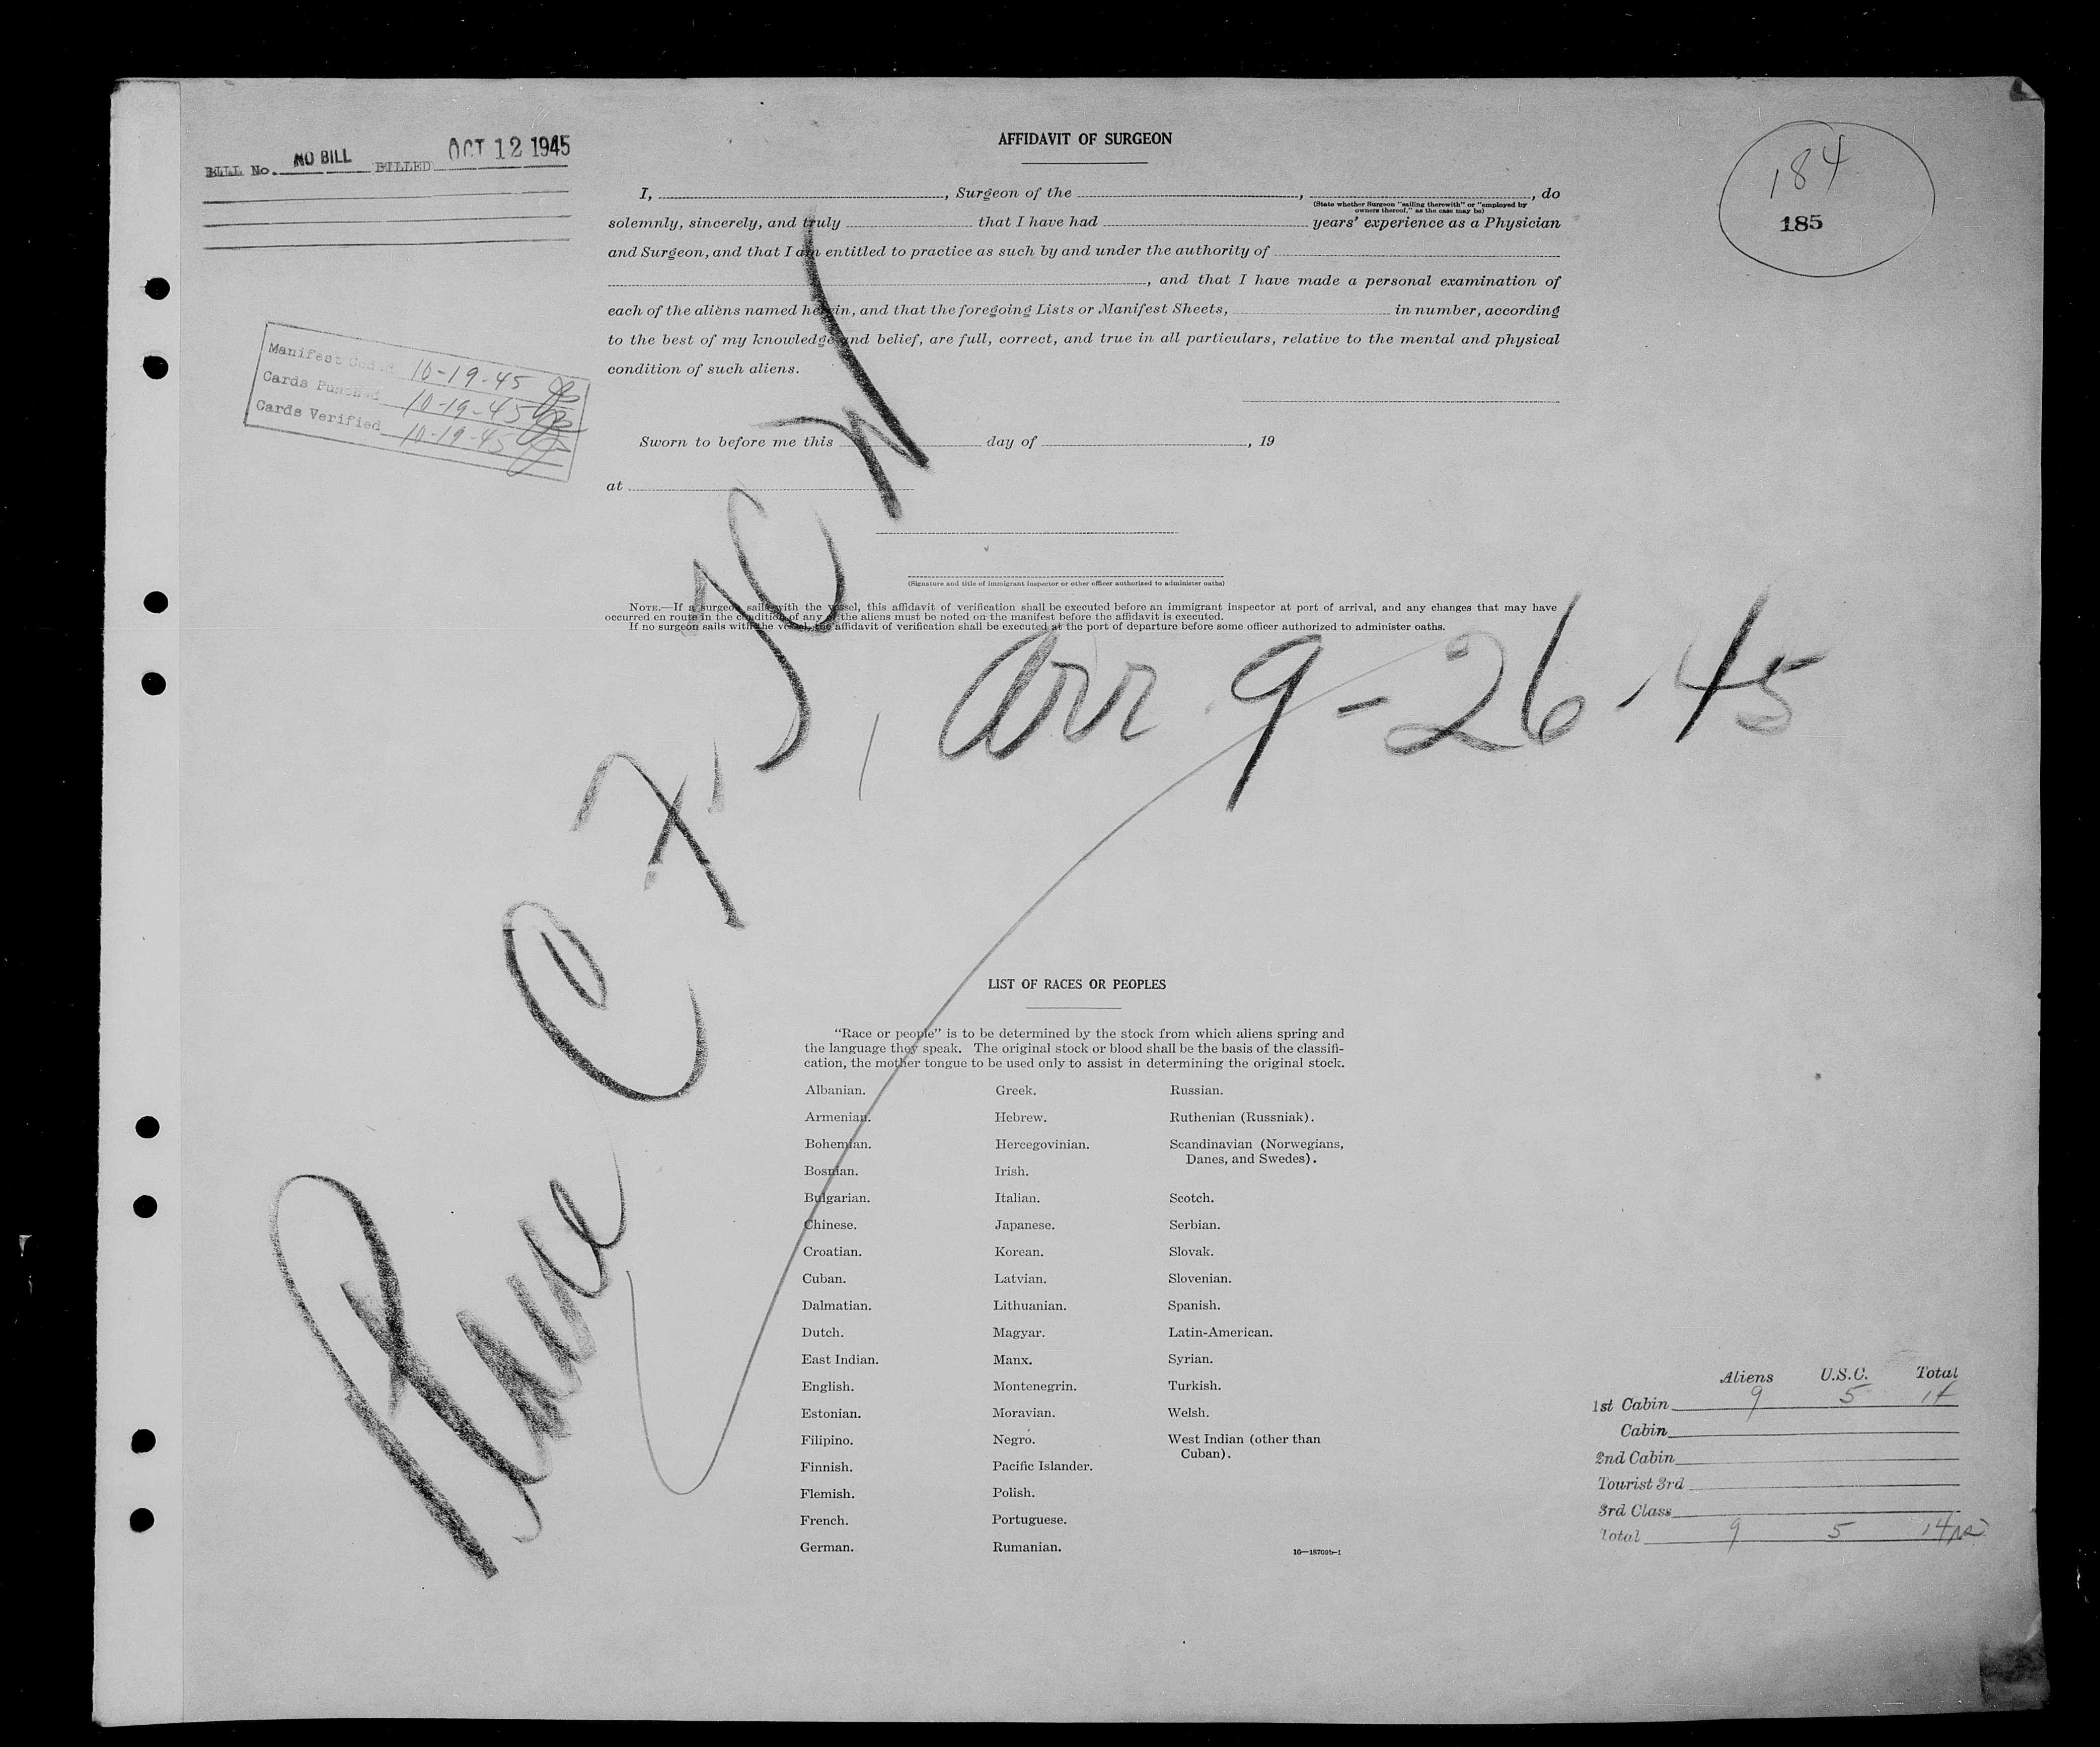 BILL No. NO BILL BILLED OCT 12 1945
184
185
Manifest Coded 10-19-45
Cards Punched 10-19-45
Cards Verified 10-19-45
AFFIDAVIT OF SURGEON
I, , Surgeon of the , , do
(State whether Surgeon "sailing therewith" or "employed by
owners thereof," as the case may be)
solemnly, sincerely, and truly that I have had years' experience as a Physician
and Surgeon, and that I am entitled to practice as such by and under the authority of
, and that I have made a personal examination of
each of the aliens named herein, and that the foregoing Lists or Manifest Sheets, in number, according
to the best of my knowledge and belief, are full, correct, and true in all particulars, relative to the mental and physical
condition of such aliens.
Sworn to before me this day of , 19
at
(Signature and title of immigrant inspector or other officer authorized to administer oaths)
NOTE.—If a surgeon sails with the vessel, this affidavit of verification shall be executed before an immigrant inspector at port of arrival, and any changes that may have
occurred en route in the condition of any of the aliens must be noted on the manifest before the affidavit is executed.
If no surgeon sails with the vessel, the affidavit of verification shall be executed at the port of departure before some officer authorized to administer oaths.
Plane
arr 9-26-45
LIST OF RACES OR PEOPLES
"Race or people" is to be determined by the stock from which aliens spring and
the language they speak. The original stock or blood shall be the basis of the classifi-
cation, the mother tongue to be used only to assist in determining the original stock.
Albanian. Greek. Russian.
Armenian. Hebrew. Ruthenian (Russniak).
Bohemian. Hercegovinian. Scandinavian (Norwegians,
Danes, and Swedes).
Bosnian. Irish.
Bulgarian. Italian. Scotch.
Chinese. Japanese. Serbian.
Croatian. Korean. Slovak.
Cuban. Latvian. Slovenian.
Dalmatian. Lithuanian. Spanish.
Dutch. Magyar. Latin-American.
East Indian. Manx. Syrian.
English. Montenegrin. Turkish.
Estonian. Moravian. Welsh.
Filipino. Negro. West Indian (other than
Cuban).
Finnish. Pacific Islander.
Flemish. Polish.
French. Portuguese.
German. Rumanian.
16—18709b-1
Aliens U.S.C. Total
1st Cabin 9 5 14
Cabin
2nd Cabin
Tourist 3rd
3rd Class
Total 9 5 14